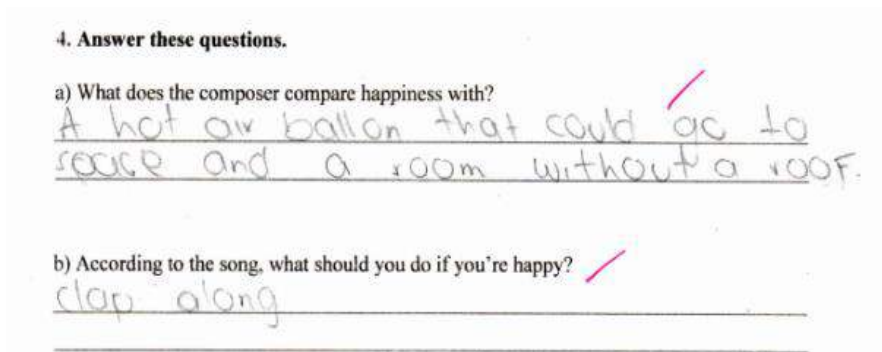 4. Answer these questions.
a) What does the composer compare happiness with?
A hot air ballon that could go to
space and a room without a roof.
b) According to the song, what should you do if you're happy?
clap along